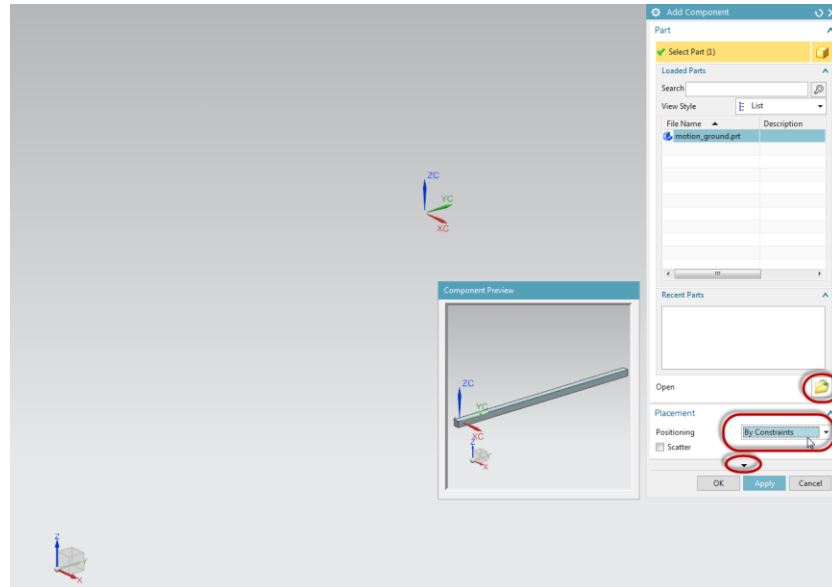 Add Component
Part
Select Part (1)
Loaded Parts
Search
View Style
List
File Name
Description
motion_ground.prt
ZC
YC
XC
Component Preview
ZC
YC
XC
Z
X
Recent Parts
Open
Placement
Positioning
By Constraints
Scatter
OK
Apply
Cancel
Z
Y
X